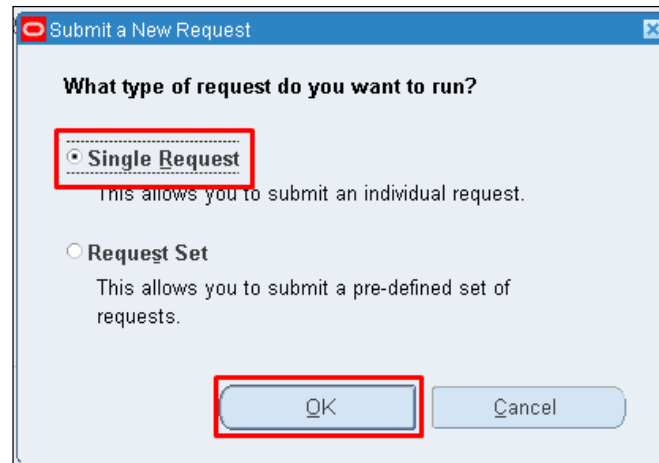 Submit a New Request
What type of request do you want to run?
Single Request
This allows you to submit an individual request.
Request Set
This allows you to submit a pre-defined set of
requests.
OK
Cancel